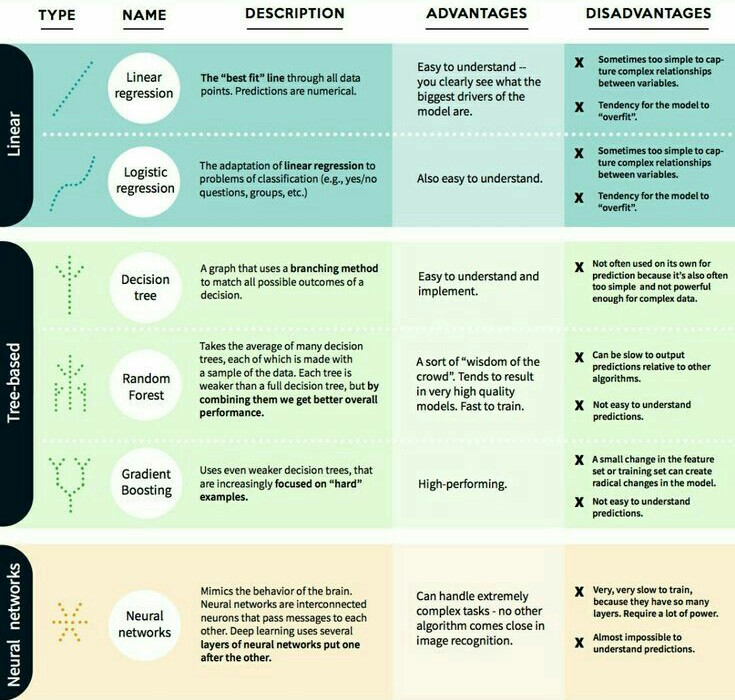 TYPE NAME DESCRIPTION ADVANTAGES DISADVANTAGES
Linear
Linear
regression
The "best fit" line through all data
points. Predictions are numerical.
Easy to understand --
you clearly see what the
biggest drivers of the
model are.
X Sometimes too simple to cap-
ture complex relationships
between variables.
X Tendency for the model to
"overfit".
Logistic
regression
The adaptation of linear regression to
problems of classification (e.g., yes/no
questions, groups, etc.)
Also easy to understand.
X Sometimes too simple to cap-
ture complex relationships
between variables.
X Tendency for the model to
"overfit".
Tree-based
Decision
tree
A graph that uses a branching method
to match all possible outcomes of a
decision.
Easy to understand and
implement.
X Not often used on its own for
prediction because it's also often
too simple and not powerful
enough for complex data.
Random
Forest
Takes the average of many decision
trees, each of which is made with
a sample of the data. Each tree is
weaker than a full decision tree, but by
combining them we get better overall
performance.
A sort of "wisdom of the
crowd". Tends to result
in very high quality
models. Fast to train.
X Can be slow to output
predictions relative to other
algorithms.
X Not easy to understand
predictions.
Gradient
Boosting
Uses even weaker decision trees, that
are increasingly focused on "hard"
examples.
High-performing.
X A small change in the feature
set or training set can create
radical changes in the model.
X Not easy to understand
predictions.
Neural networks
Neural
networks
Mimics the behavior of the brain.
Neural networks are interconnected
neurons that pass messages to each
other. Deep learning uses several
layers of neural networks put one
after the other.
Can handle extremely
complex tasks - no other
algorithm comes close in
image recognition.
X Very, very slow to train,
because they have so many
layers. Require a lot of power.
X Almost impossible to
understand predictions.